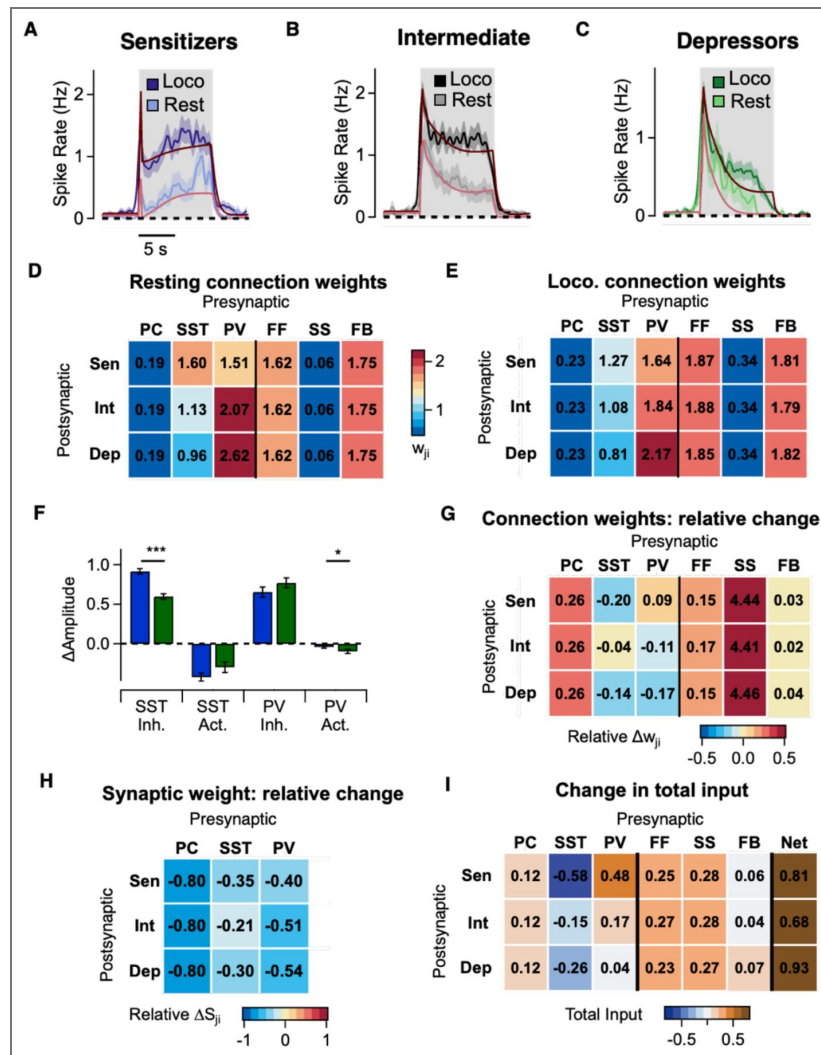 A
Sensitizers
Spike Rate (Hz)
2
1
0
Loco
Rest
5 s
B
Intermediate
Spike Rate (Hz)
2
1
0
Loco
Rest
C
Depressors
Spike Rate (Hz)
1
0
Loco
Rest
D
Resting connection weights
Presynaptic
PC SST PV FF SS FB
Postsynaptic
Sen 0.19 1.60 1.51 1.62 0.06 1.75
Int 0.19 1.13 2.07 1.62 0.06 1.75
Dep 0.19 0.96 2.62 1.62 0.06 1.75
2
1
wji
E
Loco. connection weights
Presynaptic
PC SST PV FF SS FB
Postsynaptic
Sen 0.23 1.27 1.64 1.87 0.34 1.81
Int 0.23 1.08 1.84 1.88 0.34 1.79
Dep 0.23 0.81 2.17 1.85 0.34 1.82
F
ΔAmplitude
1.0
0.5
0.0
***
*
SST Inh.
SST Act.
PV Inh.
PV Act.
G
Connection weights: relative change
Presynaptic
PC SST PV FF SS FB
Postsynaptic
Sen 0.26 -0.20 0.09 0.15 4.44 0.03
Int 0.26 -0.04 -0.11 0.17 4.41 0.02
Dep 0.26 -0.14 -0.17 0.15 4.46 0.04
Relative Δwji
-0.5 0.0 0.5
H
Synaptic weight: relative change
Presynaptic
PC SST PV
Postsynaptic
Sen -0.80 -0.35 -0.40
Int -0.80 -0.21 -0.51
Dep -0.80 -0.30 -0.54
Relative ΔSji
-1 0 1
I
Change in total input
Presynaptic
PC SST PV FF SS FB Net
Postsynaptic
Sen 0.12 -0.58 0.48 0.25 0.28 0.06 0.81
Int 0.12 -0.15 0.17 0.27 0.28 0.04 0.68
Dep 0.12 -0.26 0.04 0.23 0.27 0.07 0.93
Total Input
-0.5 0.5